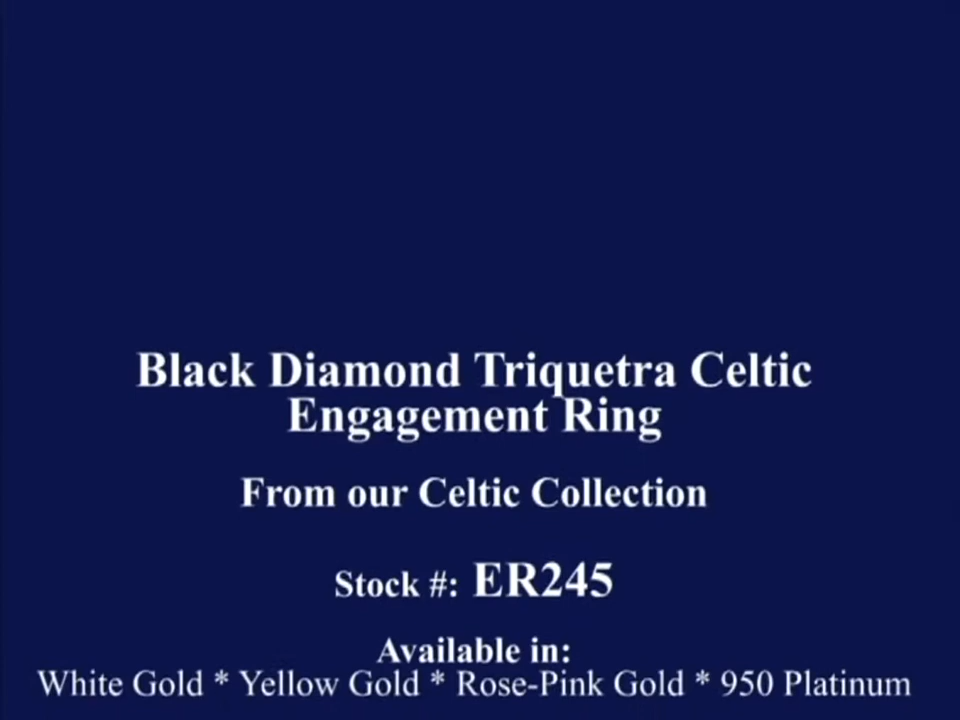 Black Diamond Triquetra Celtic
Engagement Ring
From our Celtic Collection
Stock #: ER245
Available in:
White Gold * Yellow Gold * Rose-Pink Gold * 950 Platinum